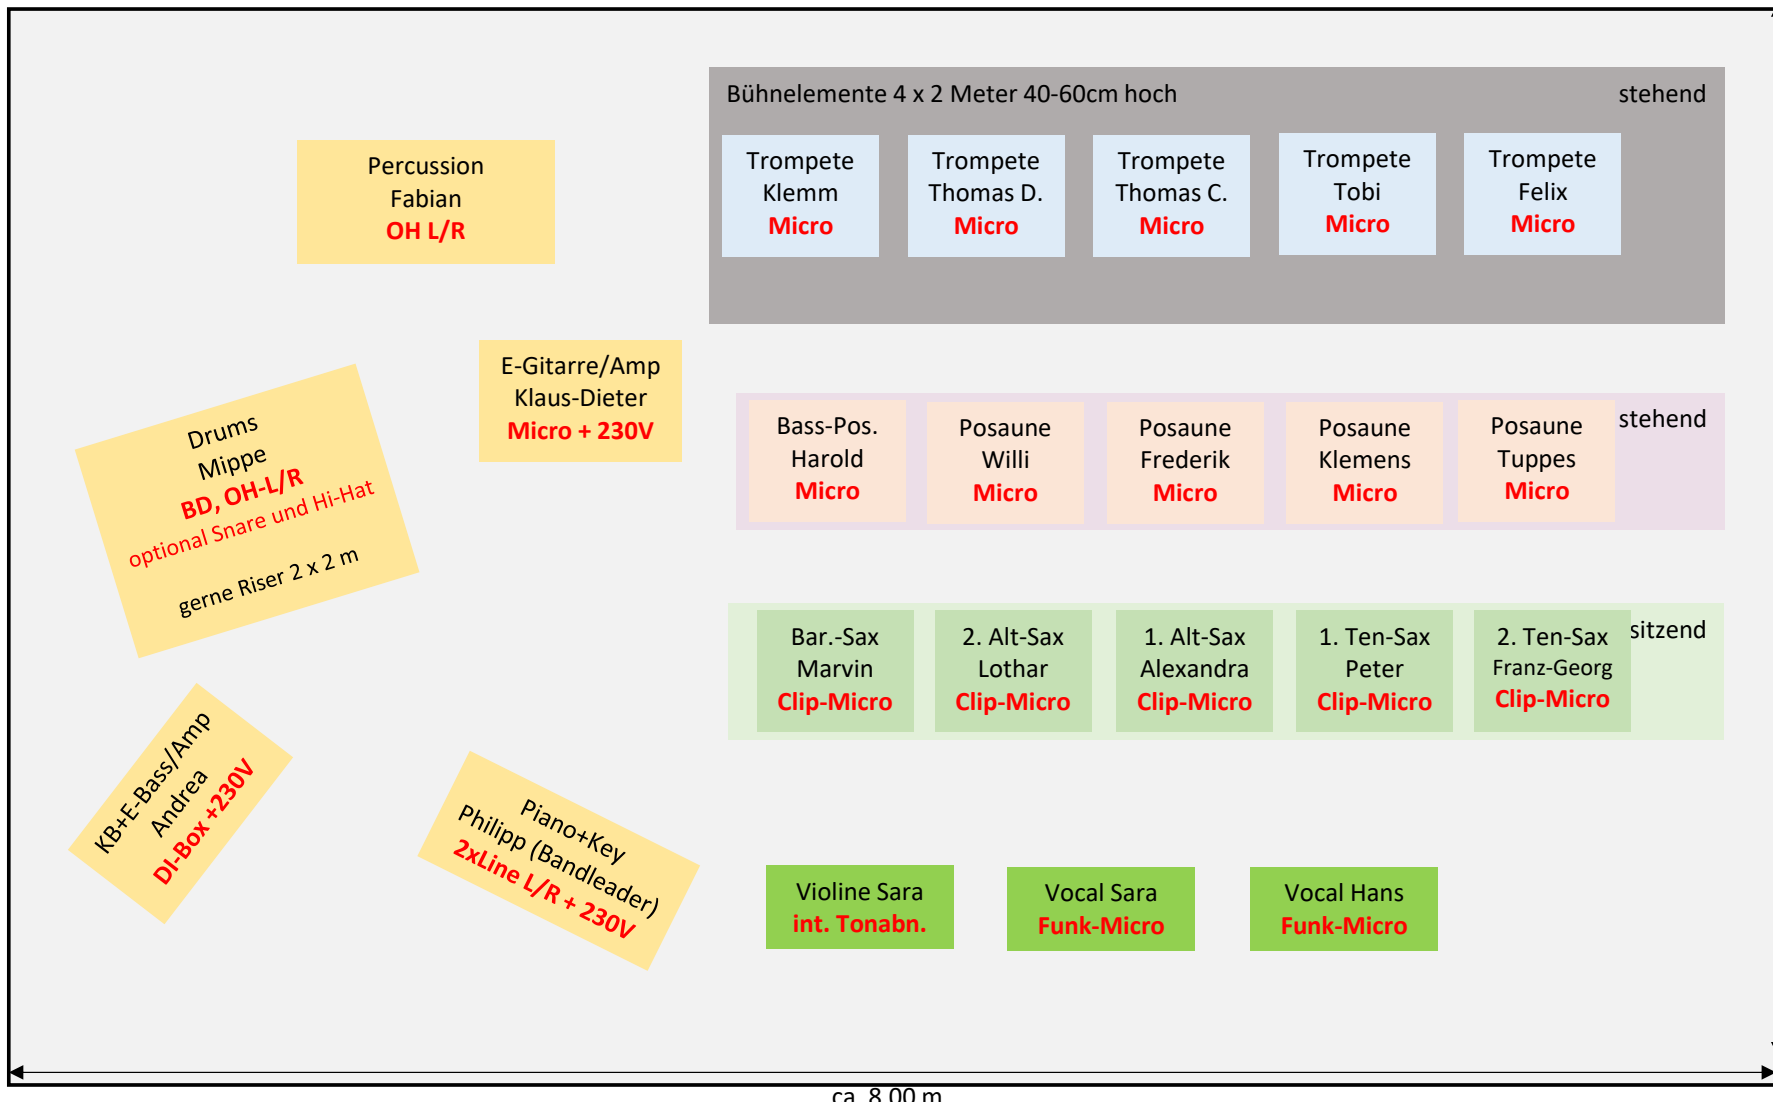 Bühnelemente 4 x 2 Meter 40-60cm hoch
stehend
Percussion
Fabian
OH L/R
Trompete
Klemm
Micro
Trompete
Thomas D.
Micro
Trompete
Thomas C.
Micro
Trompete
Tobi
Micro
Trompete
Felix
Micro
E-Gitarre/Amp
Klaus-Dieter
Micro + 230V
Drums
Mippe
BD, OH-L/R
optional Snare und Hi-Hat
gerne Riser 2 x 2 m
Bass-Pos.
Harold
Micro
Posaune
Willi
Micro
Posaune
Frederik
Micro
Posaune
Klemens
Micro
Posaune
Tuppes
Micro
stehend
Bar.-Sax
Marvin
Clip-Micro
2. Alt-Sax
Lothar
Clip-Micro
1. Alt-Sax
Alexandra
Clip-Micro
1. Ten-Sax
Peter
Clip-Micro
2. Ten-Sax
Franz-Georg
Clip-Micro
sitzend
KB+E-Bass/Amp
Andrea
DI-Box +230V
Piano+Key
Philipp (Bandleader)
2xLine L/R + 230V
Violine Sara
int. Tonabn.
Vocal Sara
Funk-Micro
Vocal Hans
Funk-Micro
ca. 8,00 m